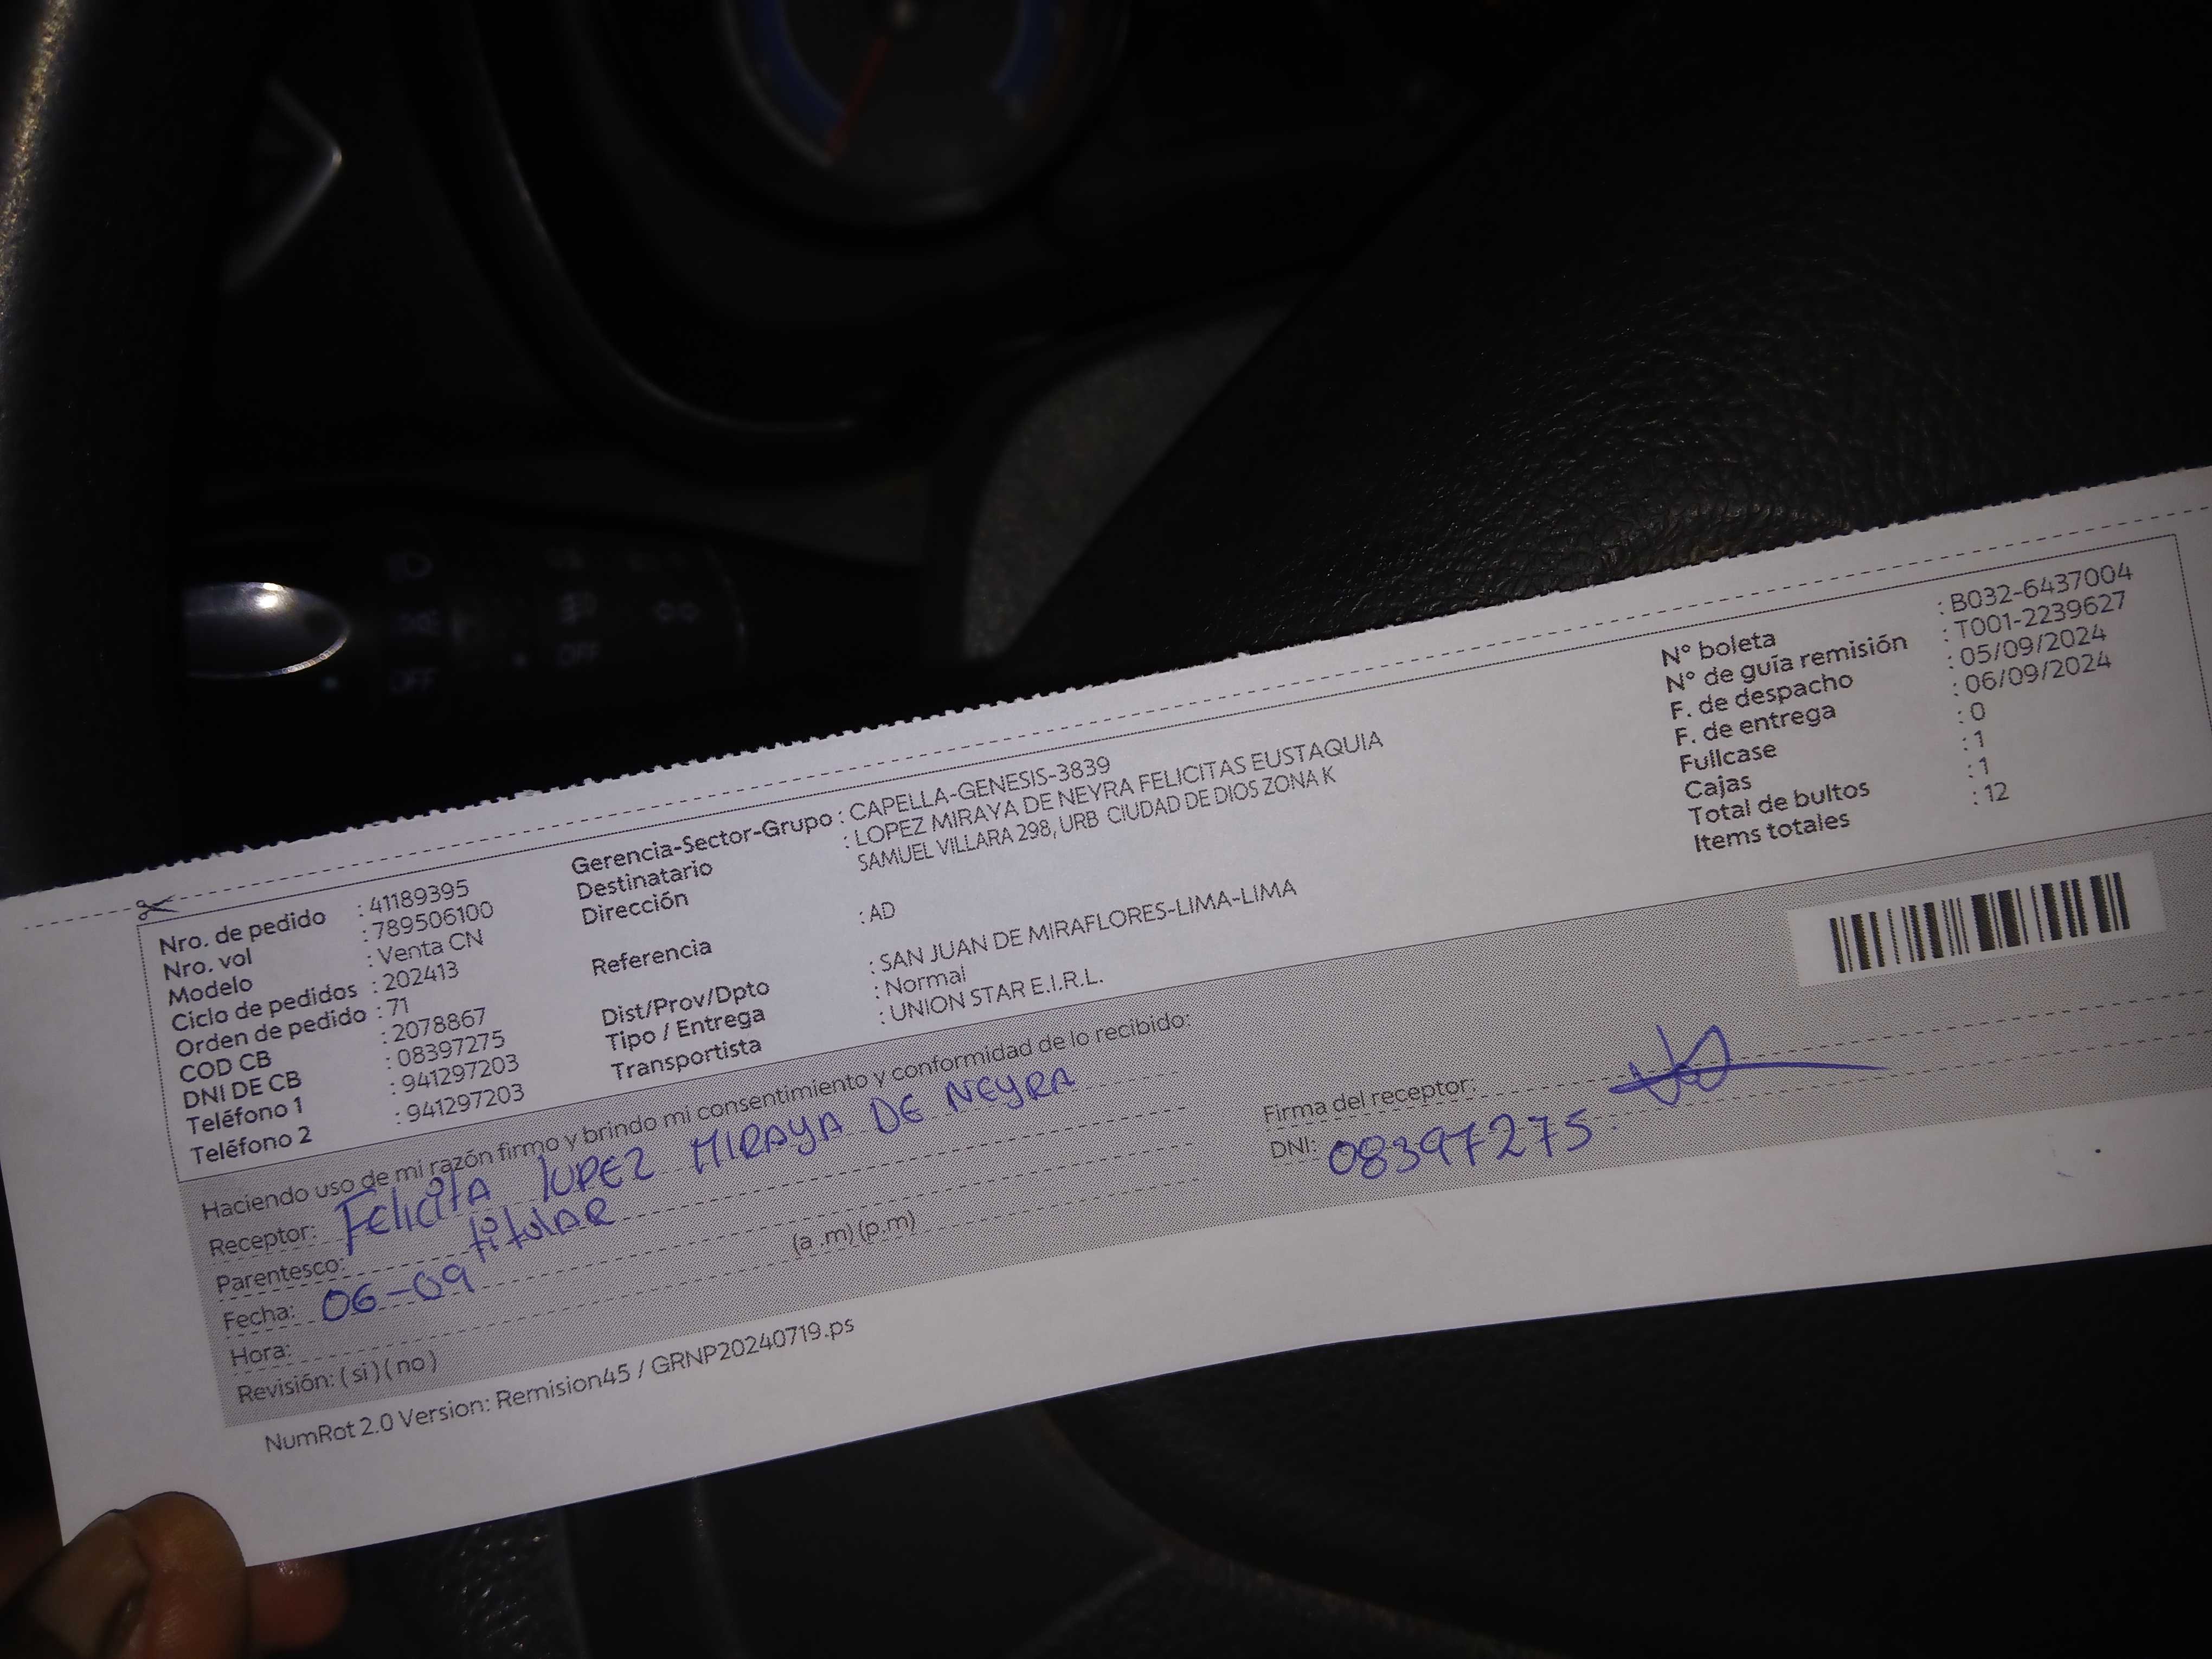 Nro. de pedido : 41189395
Nro. vol : 789506100
Modelo : Venta CN
Ciclo de pedidos : 202413
Orden de pedido : 71
COD CB : 2078867
DNI DE CB : 08397275
Teléfono 1 : 941297203
Teléfono 2 : 941297203
Gerencia-Sector-Grupo : CAPELLA-GENESIS-3839
Destinatario : LOPEZ MIRAYA DE NEYRA FELICITAS EUSTAQUIA
Dirección SAMUEL VILLARA 298, URB CIUDAD DE DIOS ZONA K
Referencia : AD
Dist/Prov/Dpto : SAN JUAN DE MIRAFLORES-LIMA-LIMA
Tipo / Entrega : Normal
Transportista : UNION STAR E.I.R.L.
N° boleta : B032-6437004
N° de guía remisión : T001-2239627
F. de despacho : 05/09/2024
F. de entrega : 06/09/2024
Fullcase : 0
Cajas : 1
Total de bultos : 1
Items totales : 12
Haciendo uso de mi razón firmo y brindo mi consentimiento y conformidad de lo recibido:
Receptor: FEliCitA lUPEZ MIRAYA DE NEYRA
Parentesco: titulAR
Fecha: 06-09
Hora: (a .m) (p.m)
Revisión: ( si ) ( no )
Firma del receptor:
DNI: 08397275.
NumRot 2.0 Version: Remision45 / GRNP20240719.ps
OFF
OFF